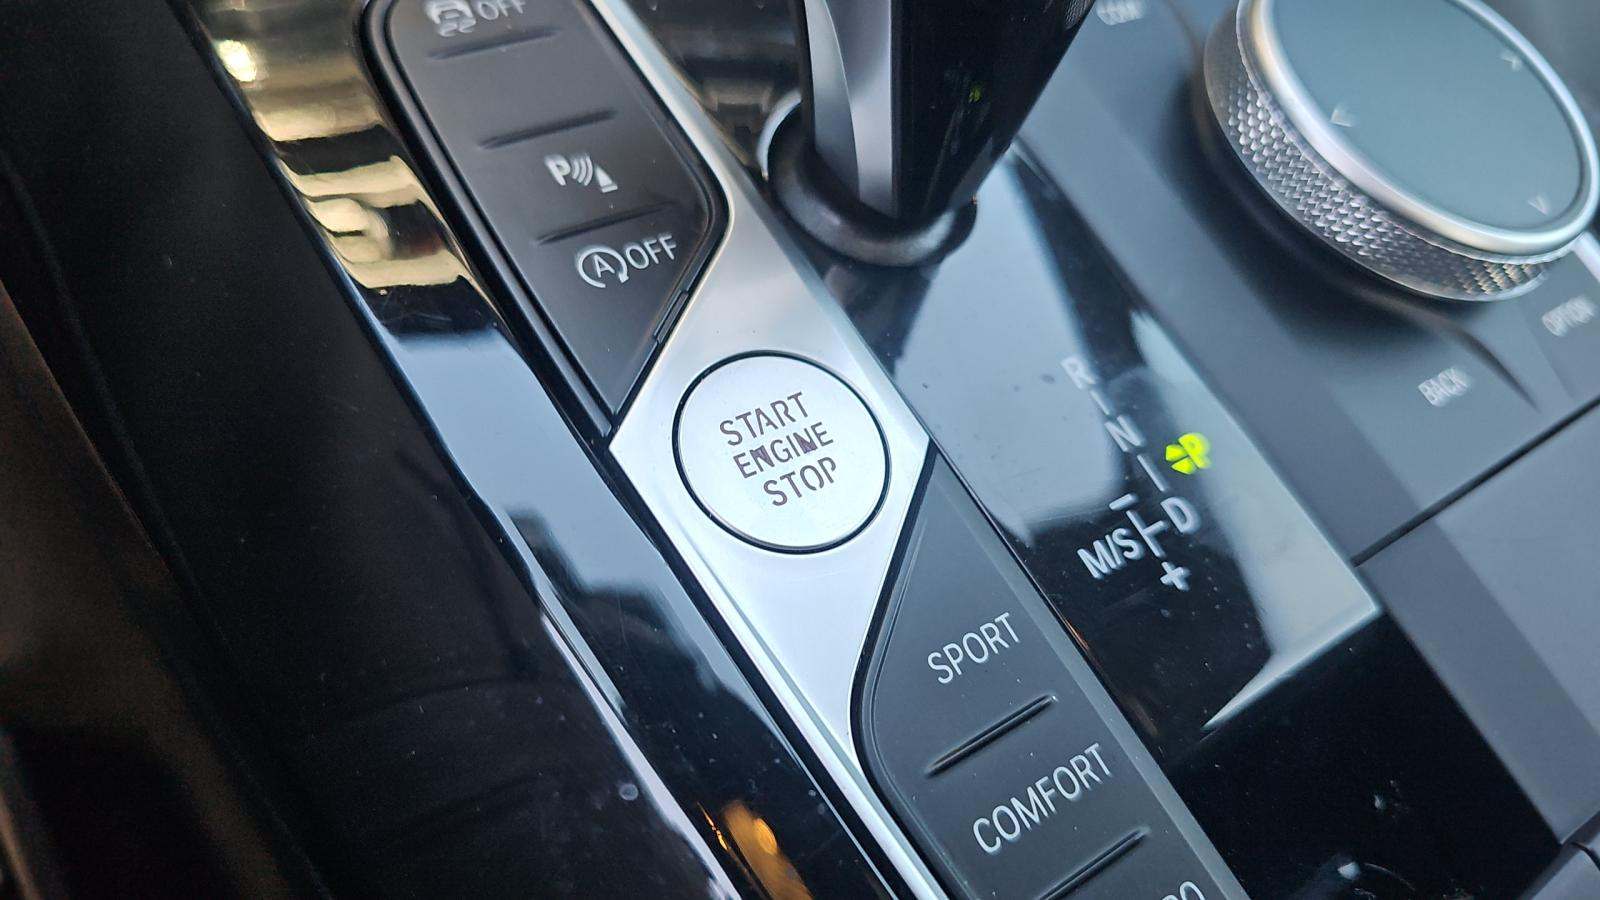 OFF
P
A OFF
START
ENGINE
STOP
SPORT
COMFORT
R
N
P
D
M/S
-
+
BACK
OPTION